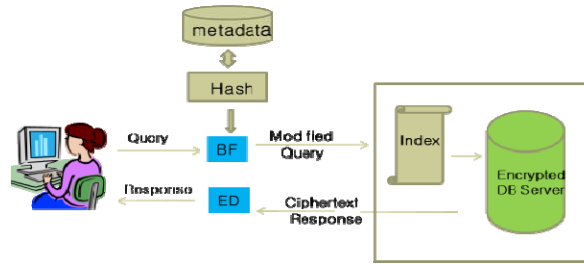 metadata
Hash
Query
BF
Modified
Query
Index
Encrypted
DB Server
Response
ED
Ciphertext
Response